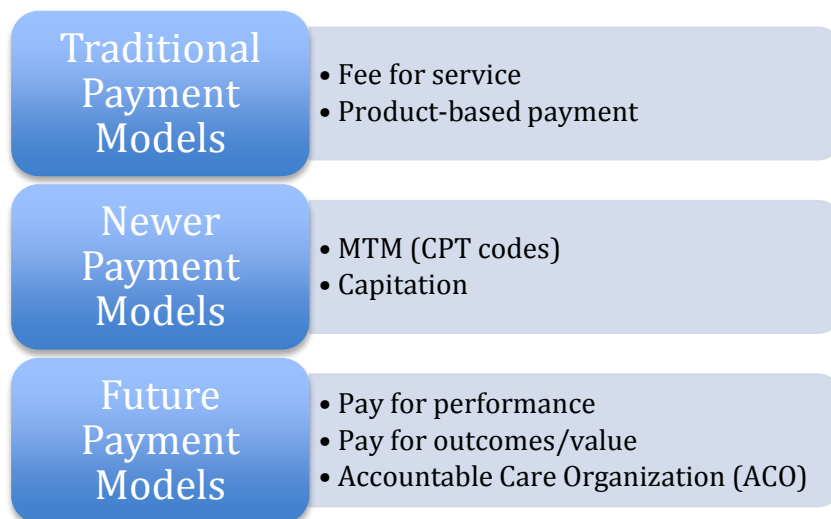 Traditional
Payment
Models
• Fee for service
• Product-based payment
Newer
Payment
Models
• MTM (CPT codes)
• Capitation
Future
Payment
Models
• Pay for performance
• Pay for outcomes/value
• Accountable Care Organization (ACO)